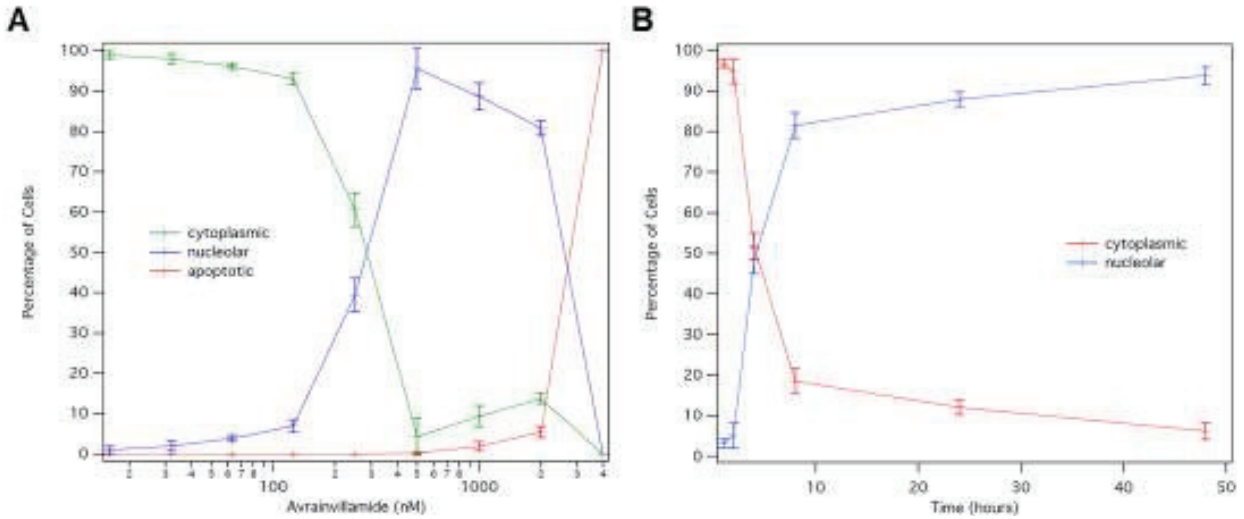 A
100
90
80
70
60
50
40
30
20
10
0
Percentage of Cells
cytoplasmic
nucleolar
apoptotic
2 3 4 5 6 7 8 2 3 4 5 6 7 8 2 3 4
100 1000
Avrainvillamide (nM)
B
100
90
80
70
60
50
40
30
20
10
0
Percentage of Cells
cytoplasmic
nucleolar
10 20 30 40 50
Time (hours)